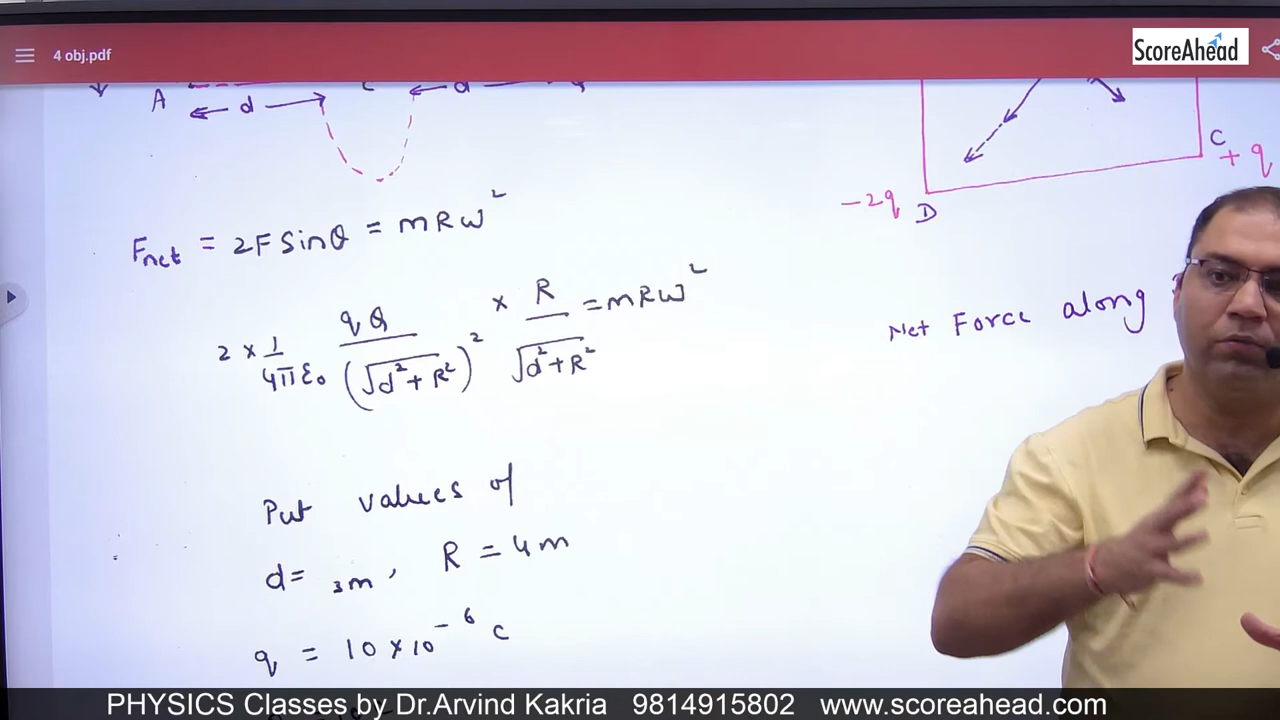 4 obj.pdf
ScoreAhead
A d
-2q D
C + q
Fnet = 2F Sinθ = mRω²
2 × 1/4πε₀ qQ/(√d²+R²)² × R/√d²+R² = mRω²
Net Force along
Put values of
d = 3m, R = 4m
q = 10 × 10⁻⁶ C
PHYSICS Classes by Dr.Arvind Kakria 9814915802 www.scoreahead.com